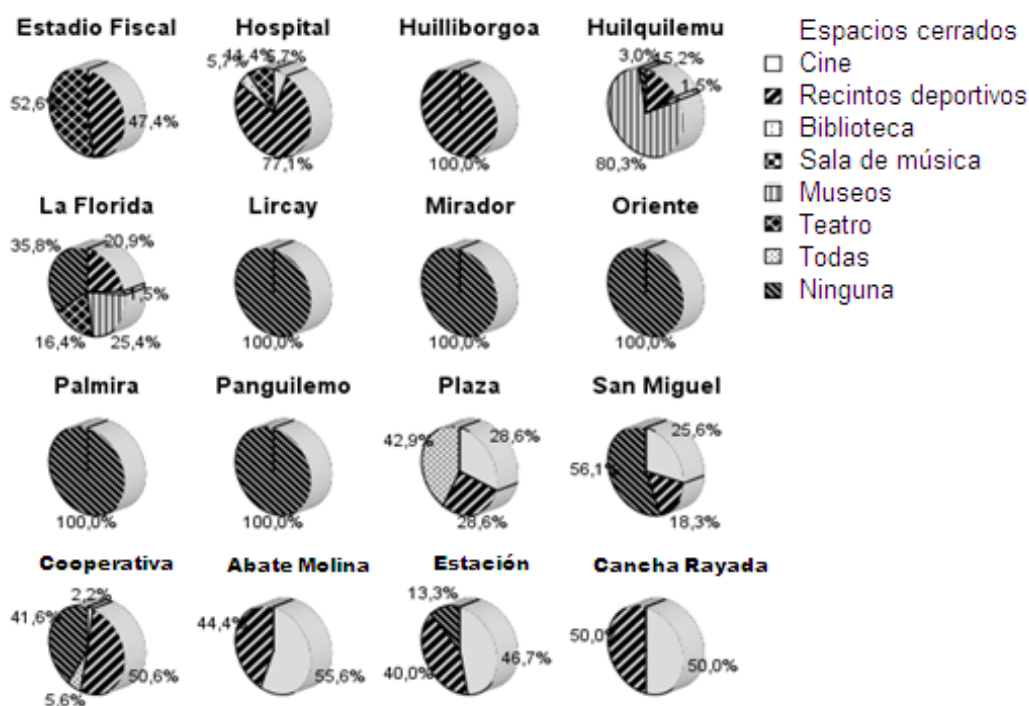 Estadio Fiscal
52,6%
47,4%
Hospital
5,7%
14,4%
5,7%
77,1%
Huilliborgoa
100,0%
Huilquilemu
3,0%
15,2%
1,5%
80,3%
Espacios cerrados
Cine
Recintos deportivos
Biblioteca
Sala de música
Museos
Teatro
Todas
Ninguna
La Florida
35,8%
20,9%
1,5%
16,4%
25,4%
Lircay
100,0%
Mirador
100,0%
Oriente
100,0%
Palmira
100,0%
Panguilemo
100,0%
Plaza
42,9%
28,6%
28,6%
San Miguel
25,6%
56,1%
18,3%
Cooperativa
2,2%
41,6%
50,6%
5,6%
Abate Molina
44,4%
55,6%
Estación
13,3%
46,7%
40,0%
Cancha Rayada
50,0%
50,0%